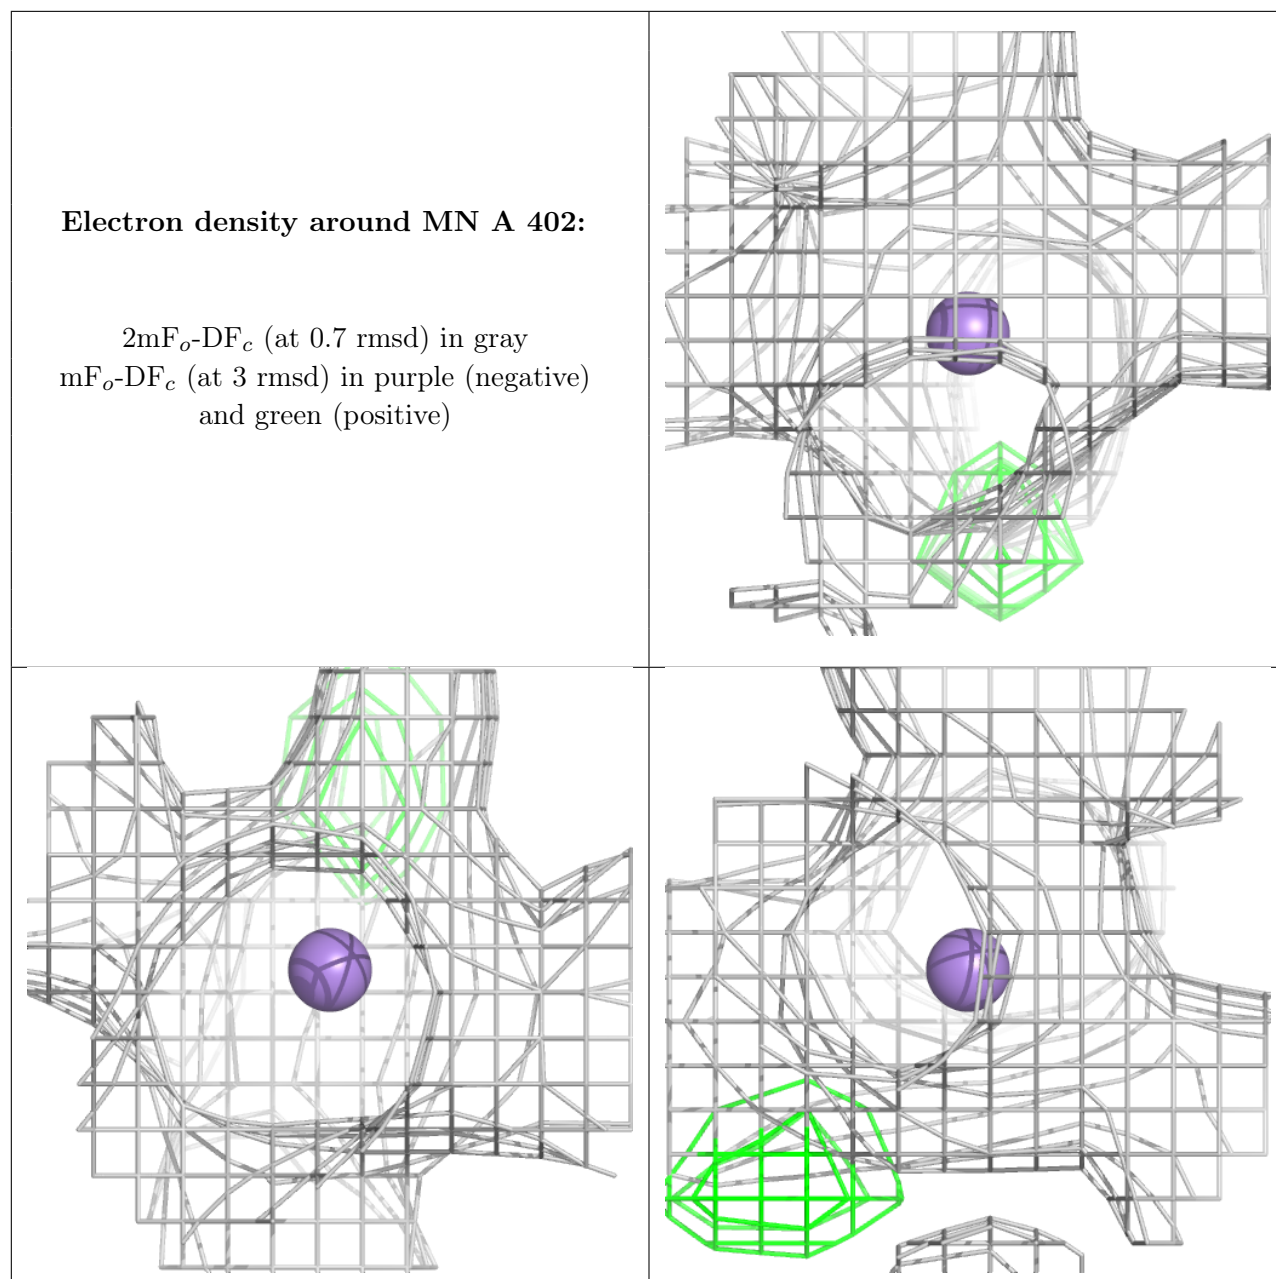 Electron density around MN A 402:
2mFo-DFc (at 0.7 rmsd) in gray
mFo-DFc (at 3 rmsd) in purple (negative)
and green (positive)